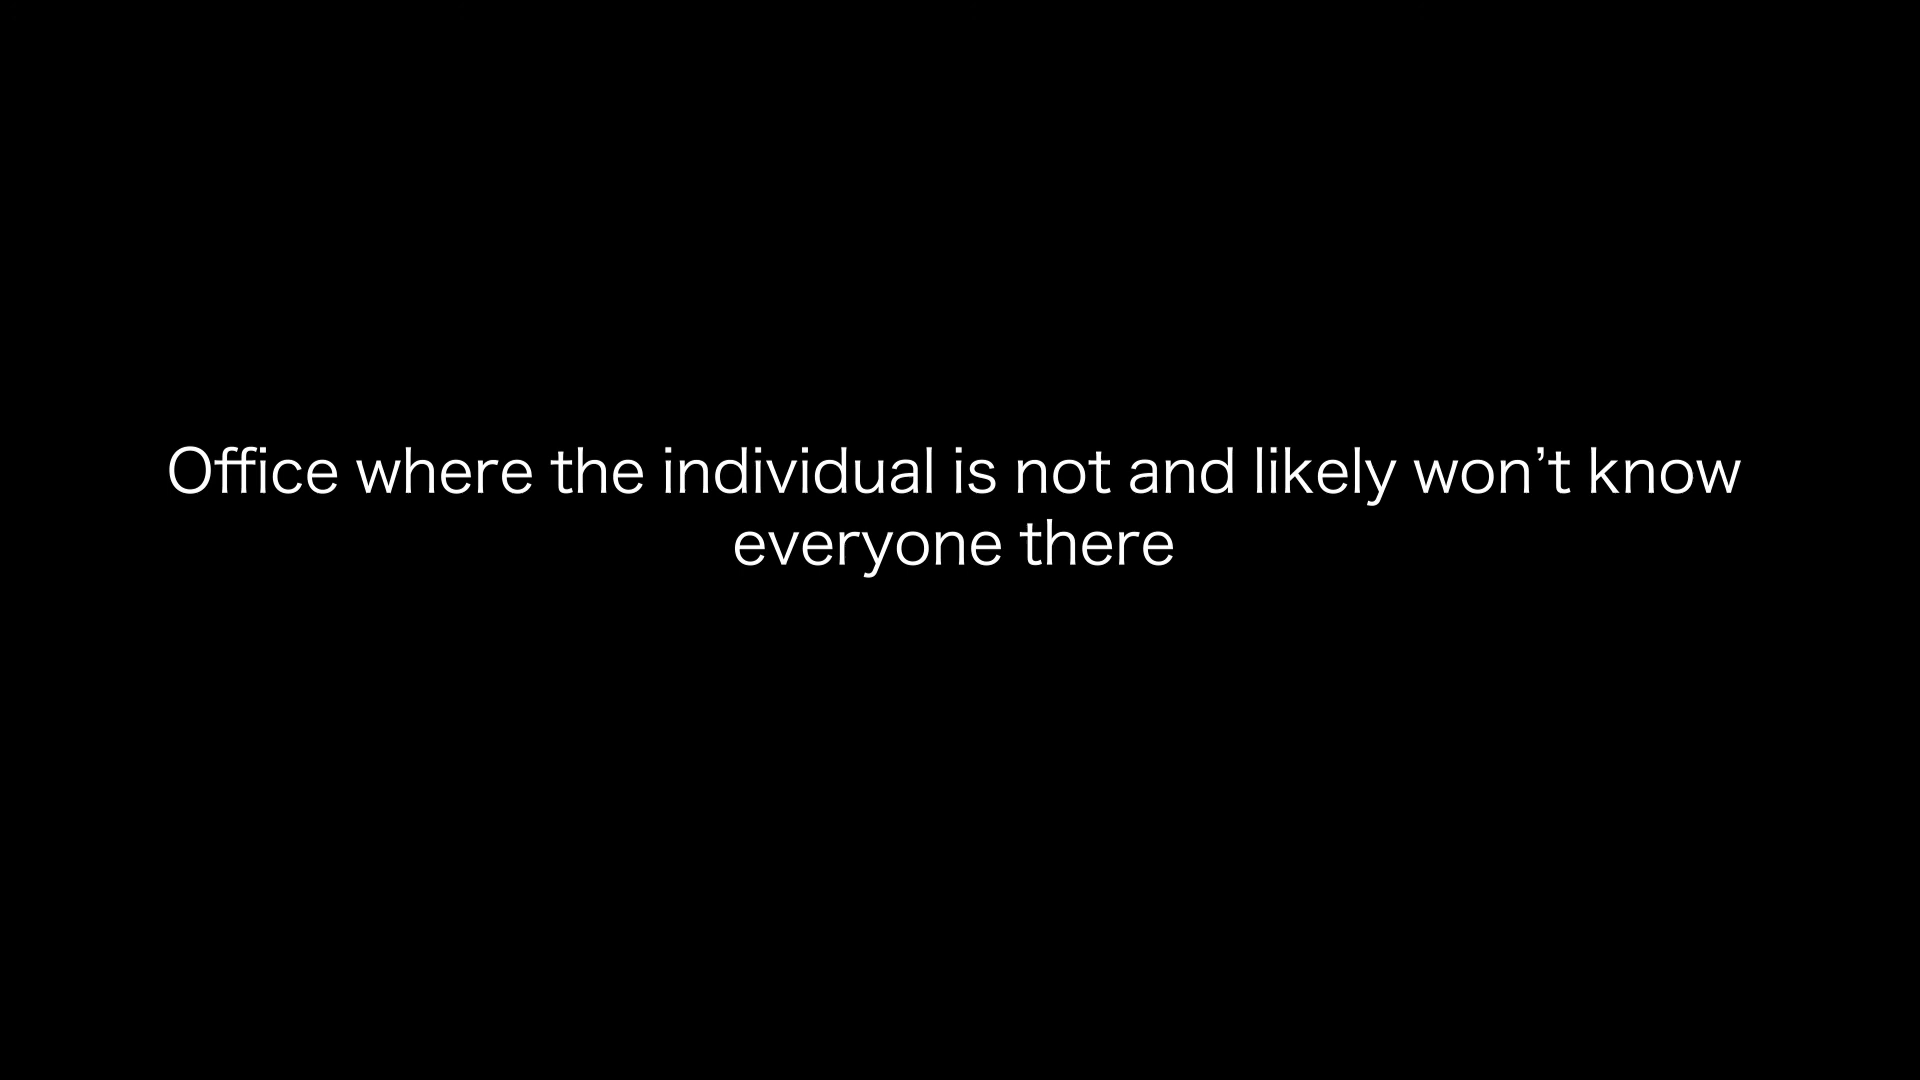 Office where the individual is not and likely won’t know
everyone there